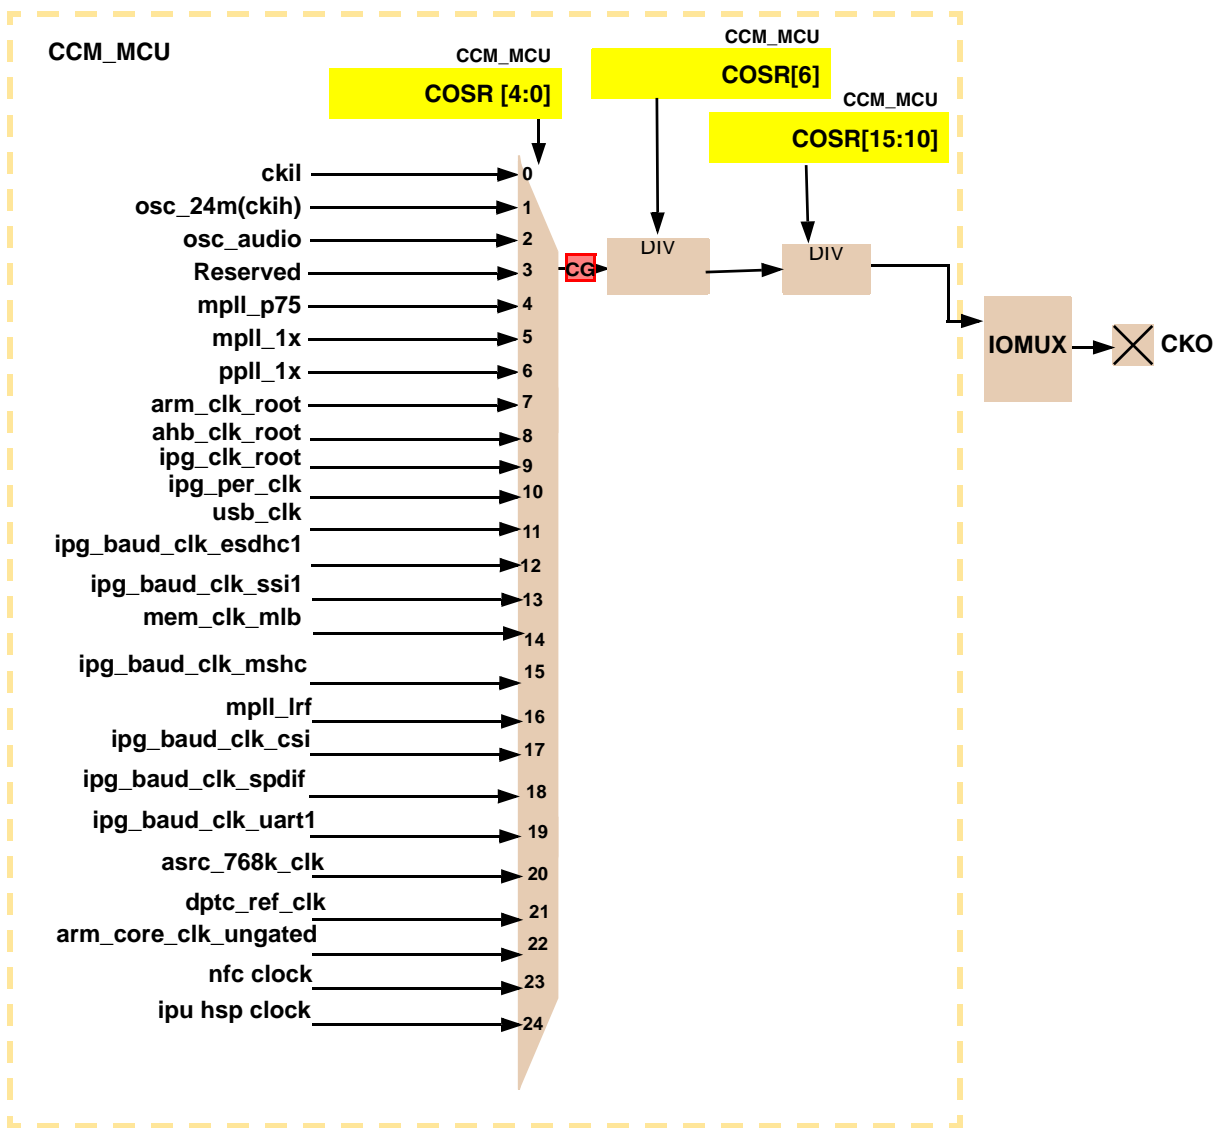 CCM_MCU
CCM_MCU
COSR [4:0]
CCM_MCU
COSR[6]
CCM_MCU
COSR[15:10]
ckil 0
osc_24m(ckih) 1
osc_audio 2
Reserved 3
mpll_p75 4
mpll_1x 5
ppll_1x 6
arm_clk_root 7
ahb_clk_root 8
ipg_clk_root 9
ipg_per_clk 10
usb_clk 11
ipg_baud_clk_esdhc1 12
ipg_baud_clk_ssi1 13
mem_clk_mlb 14
ipg_baud_clk_mshc 15
mpll_lrf 16
ipg_baud_clk_csi 17
ipg_baud_clk_spdif 18
ipg_baud_clk_uart1 19
asrc_768k_clk 20
dptc_ref_clk 21
arm_core_clk_ungated 22
nfc clock 23
ipu hsp clock 24
CG
DIV
DIV
IOMUX
CKO